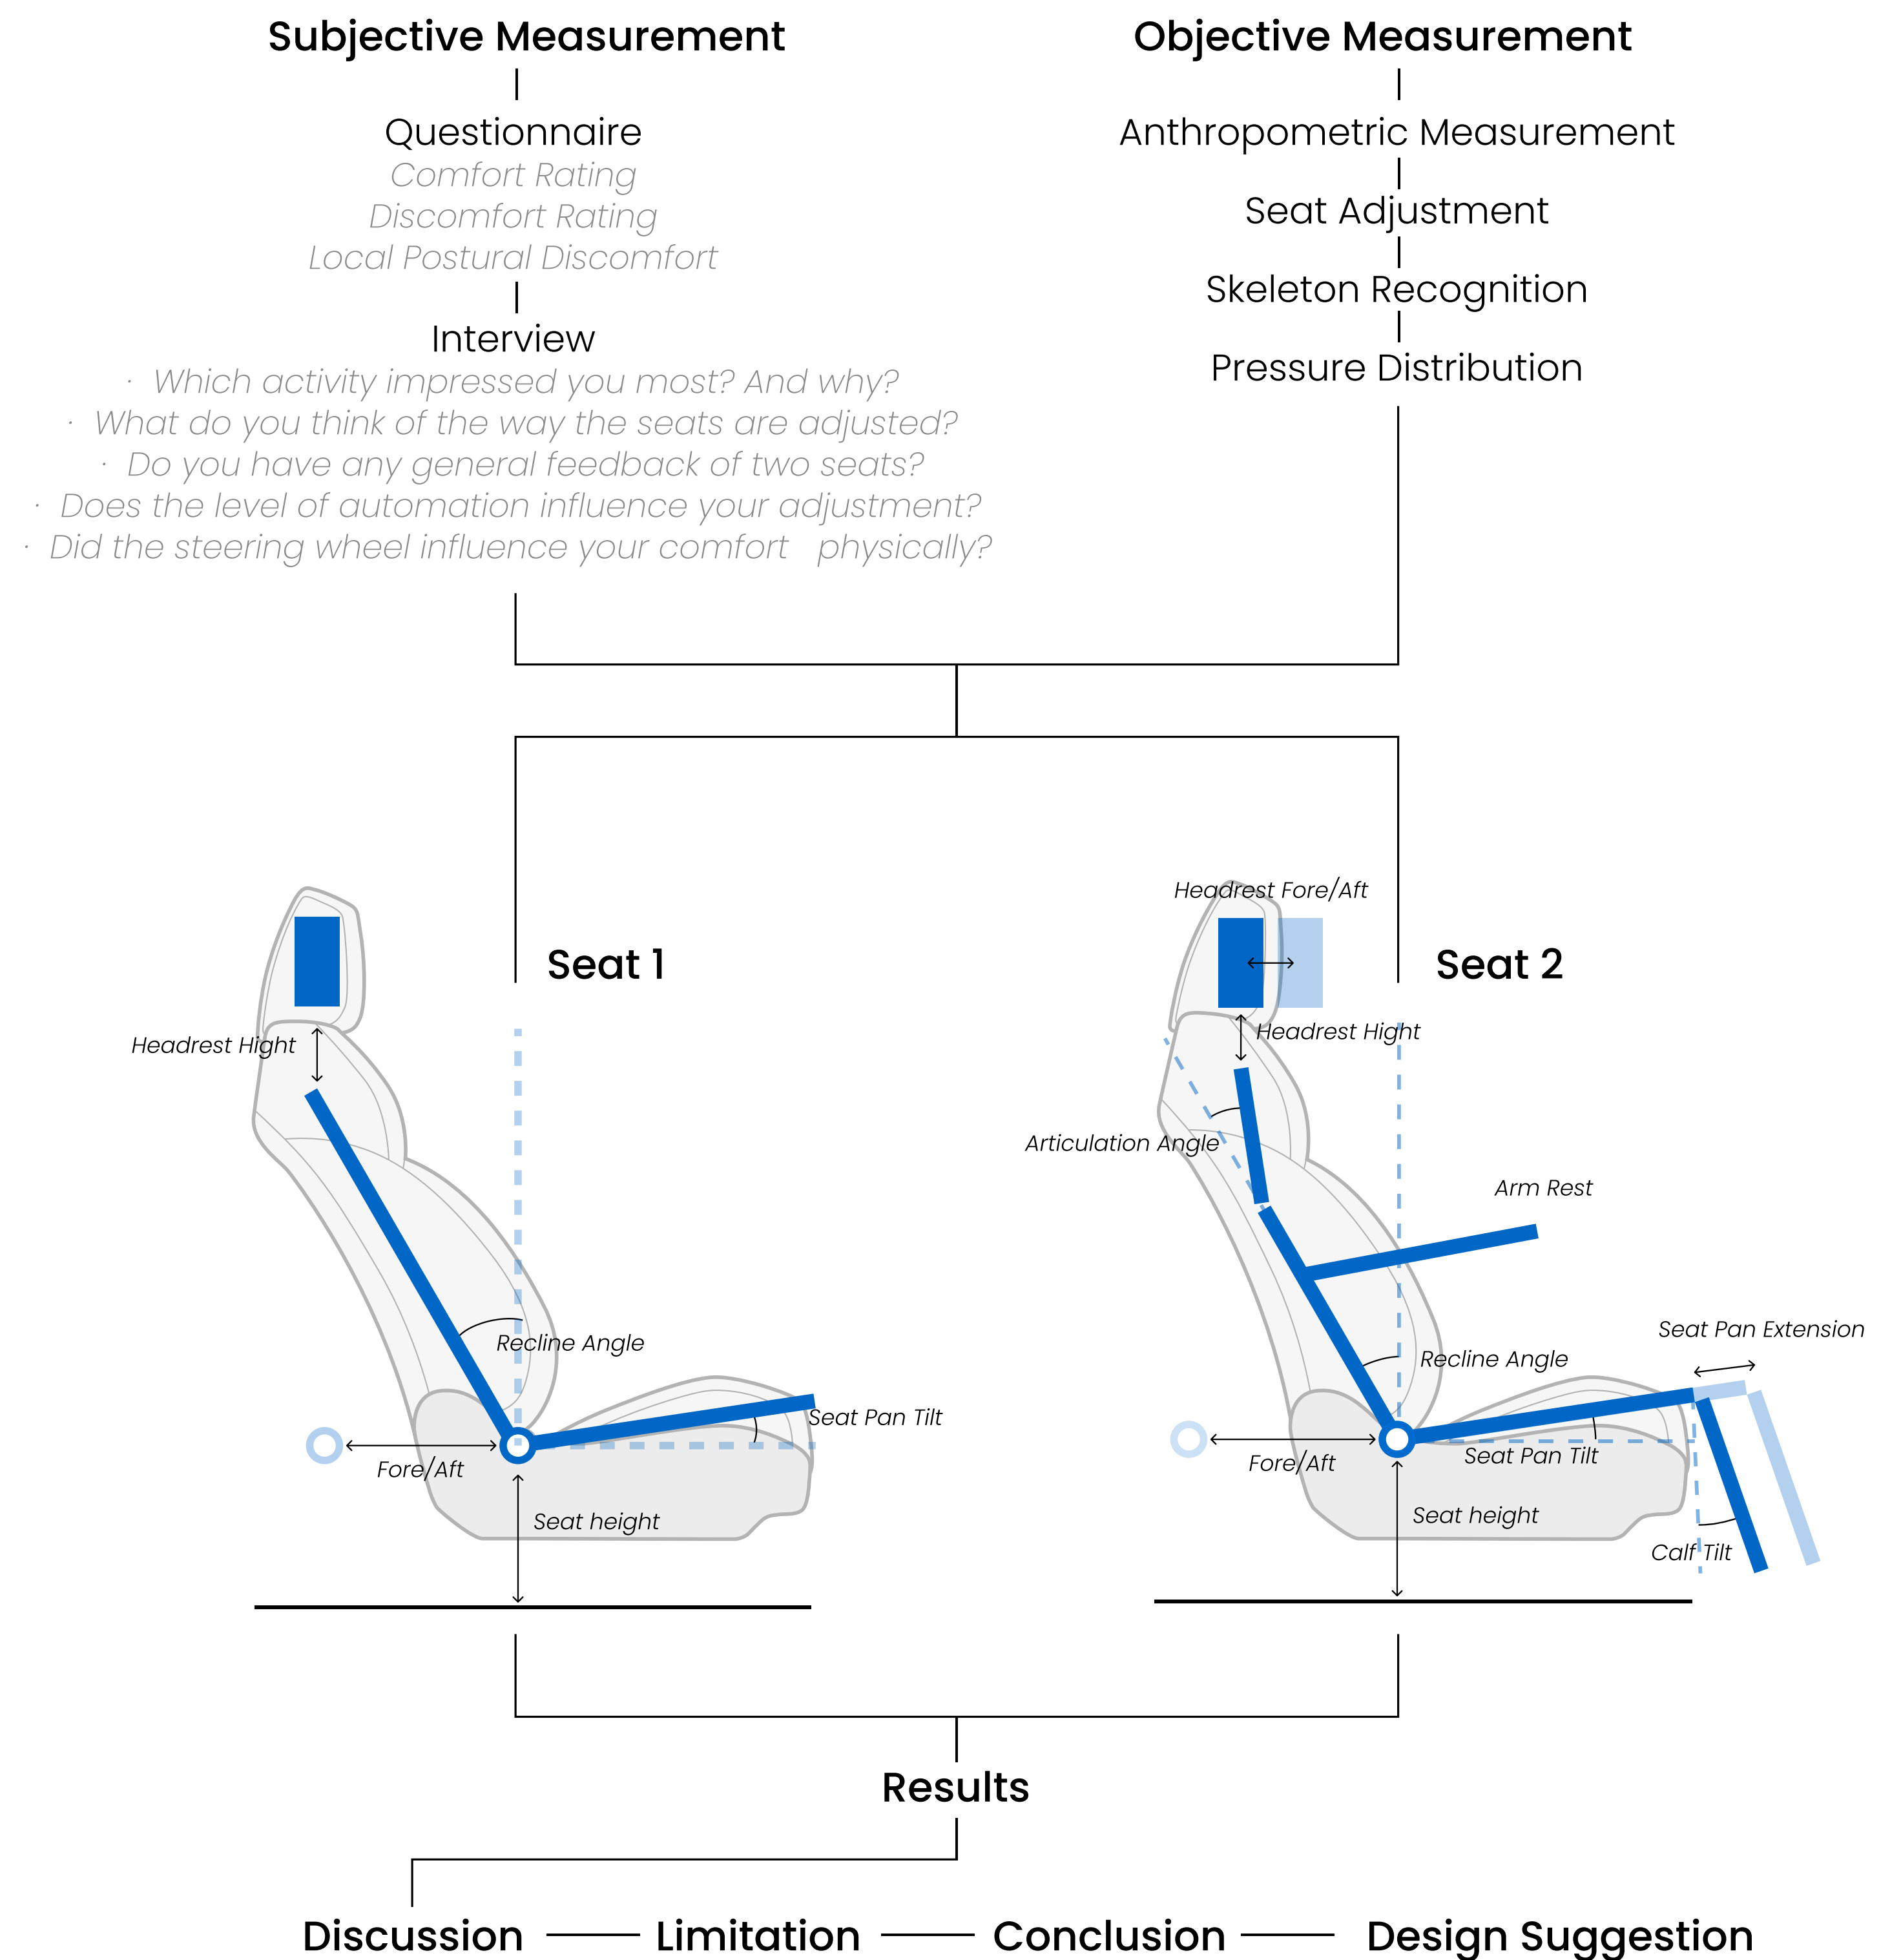 Subjective Measurement
Questionnaire
Comfort Rating
Discomfort Rating
Local Postural Discomfort
Interview
· Which activity impressed you most? And why?
· What do you think of the way the seats are adjusted?
· Do you have any general feedback of two seats?
· Does the level of automation influence your adjustment?
· Did the steering wheel influence your comfort physically?
Objective Measurement
Anthropometric Measurement
Seat Adjustment
Skeleton Recognition
Pressure Distribution
Seat 1
Headrest Hight
Recline Angle
Seat Pan Tilt
Fore/Aft
Seat height
Headrest Fore/Aft
Seat 2
Headrest Hight
Articulation Angle
Arm Rest
Seat Pan Extension
Recline Angle
Seat Pan Tilt
Fore/Aft
Seat height
Calf Tilt
Results
Discussion
Limitation
Conclusion
Design Suggestion